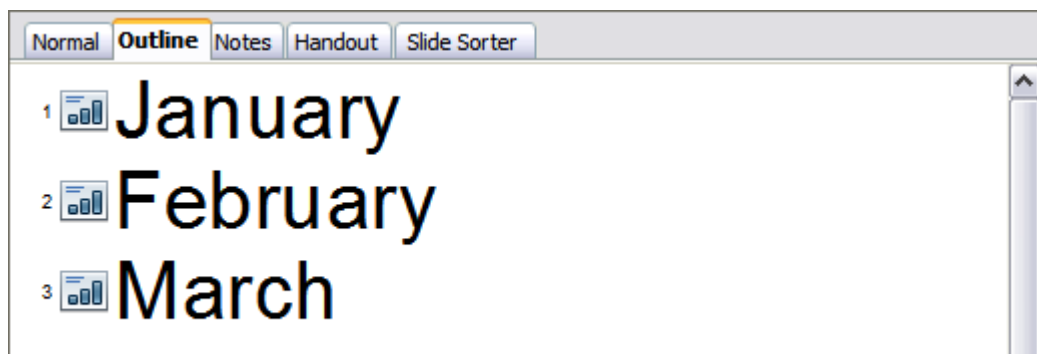 Normal Outline Notes Handout Slide Sorter
1 January
2 February
3 March